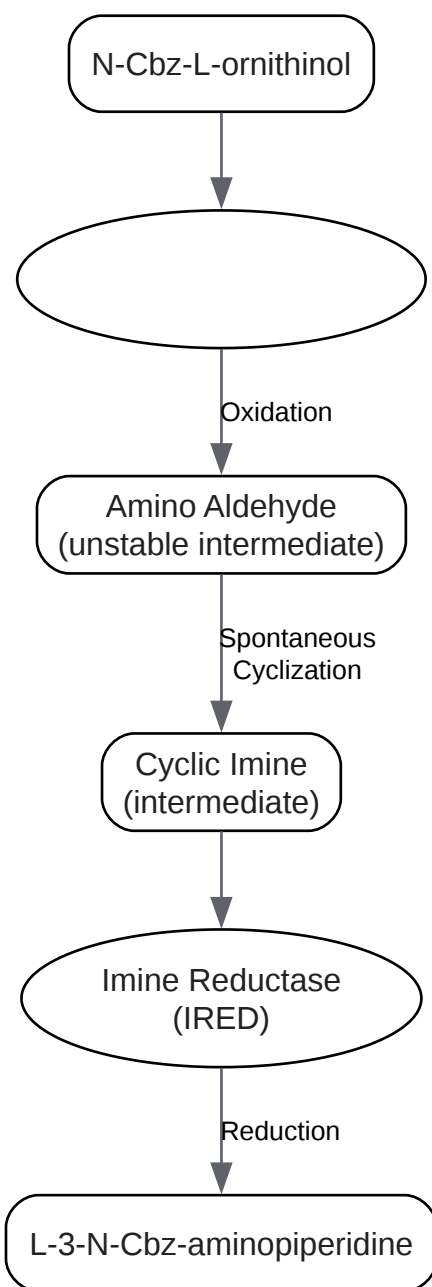 N-Cbz-L-ornithinol
Oxidation
Amino Aldehyde
(unstable intermediate)
Spontaneous
Cyclization
Cyclic Imine
(intermediate)
Imine Reductase
(IRED)
Reduction
L-3-N-Cbz-aminopiperidine